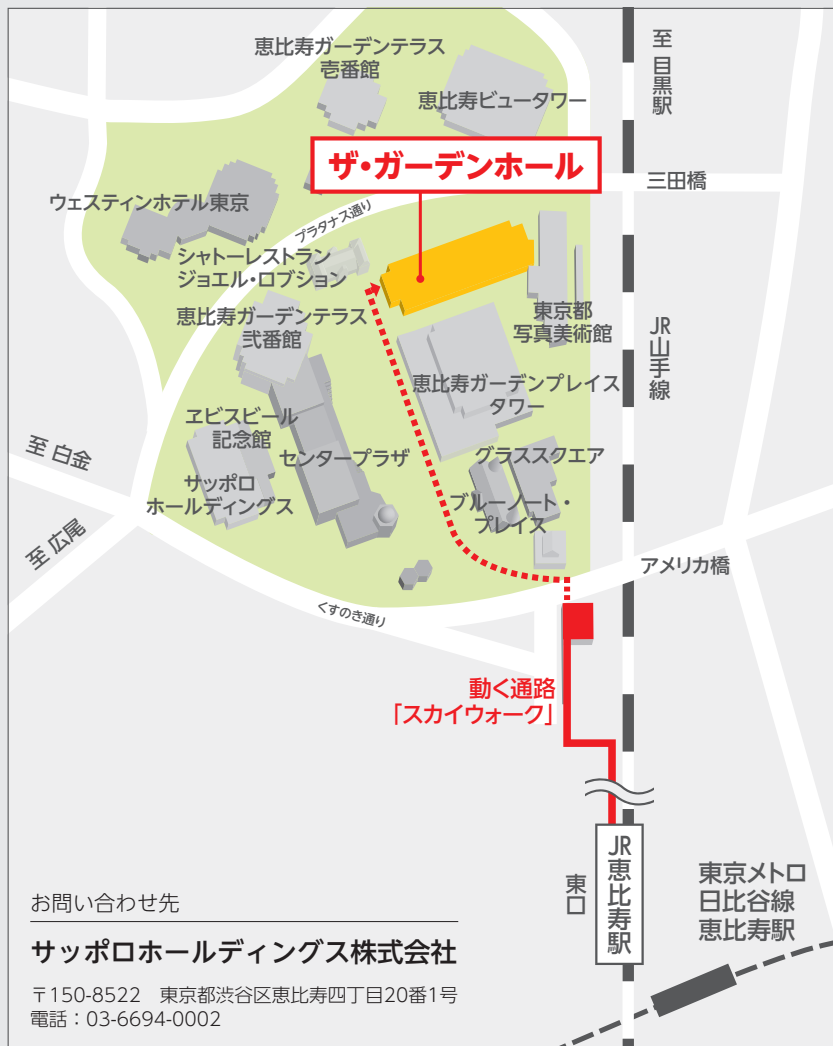 恵比寿ガーデンテラス
壱番館
恵比寿ビュータワー
至 目黒駅
ザ・ガーデンホール
三田橋
ウェスティンホテル東京
プラタナス通り
シャトーレストラン
ジョエル・ロブション
恵比寿ガーデンテラス
弐番館
東京都
写真美術館
JR山手線
恵比寿ガーデンプレイス
タワー
ヱビスビール
記念館
センタープラザ
グラススクエア
至 白金
サッポロ
ホールディングス
ブルーノート・
プレイス
至 広尾
アメリカ橋
くすのき通り
動く通路
「スカイウォーク」
JR恵比寿駅
東口
東京メトロ
日比谷線
恵比寿駅
お問い合わせ先
サッポロホールディングス株式会社
〒150-8522　東京都渋谷区恵比寿四丁目20番1号
電話：03-6694-0002